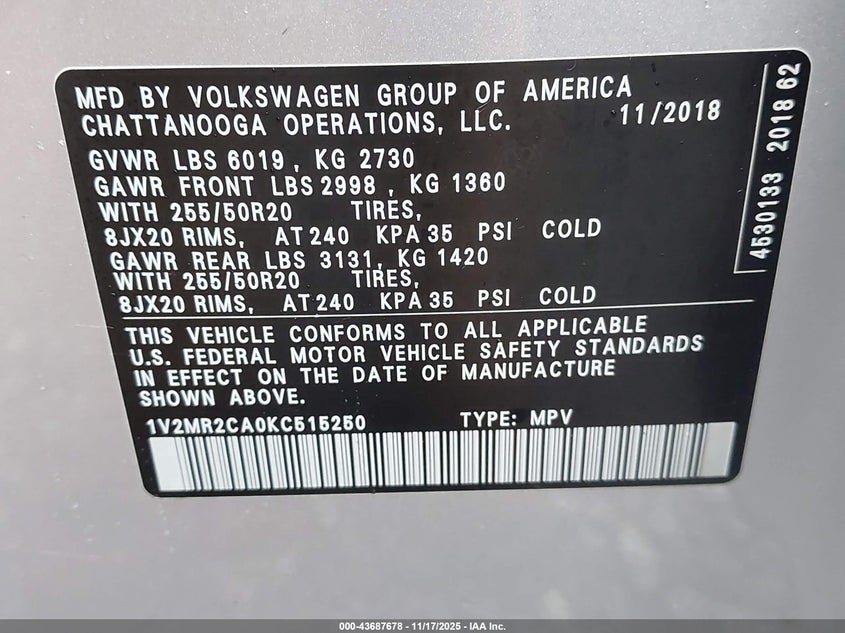 MFD BY VOLKSWAGEN GROUP OF AMERICA
CHATTANOOGA OPERATIONS, LLC. 11/2018
GVWR LBS 6019, KG 2730
GAWR FRONT LBS 2998, KG 1360
WITH 255/50R20 TIRES,
8JX20 RIMS, AT 240 KPA 35 PSI COLD
GAWR REAR LBS 3131, KG 1420
WITH 255/50R20 TIRES,
8JX20 RIMS, AT 240 KPA 35 PSI COLD
THIS VEHICLE CONFORMS TO ALL APPLICABLE
U.S. FEDERAL MOTOR VEHICLE SAFETY STANDARDS
IN EFFECT ON THE DATE OF MANUFACTURE
SHOWN ABOVE.
1V2MR2CA0KC515250 TYPE: MPV
4530133 2018 62
000-43687678 - 11/17/2025 - IAA Inc.